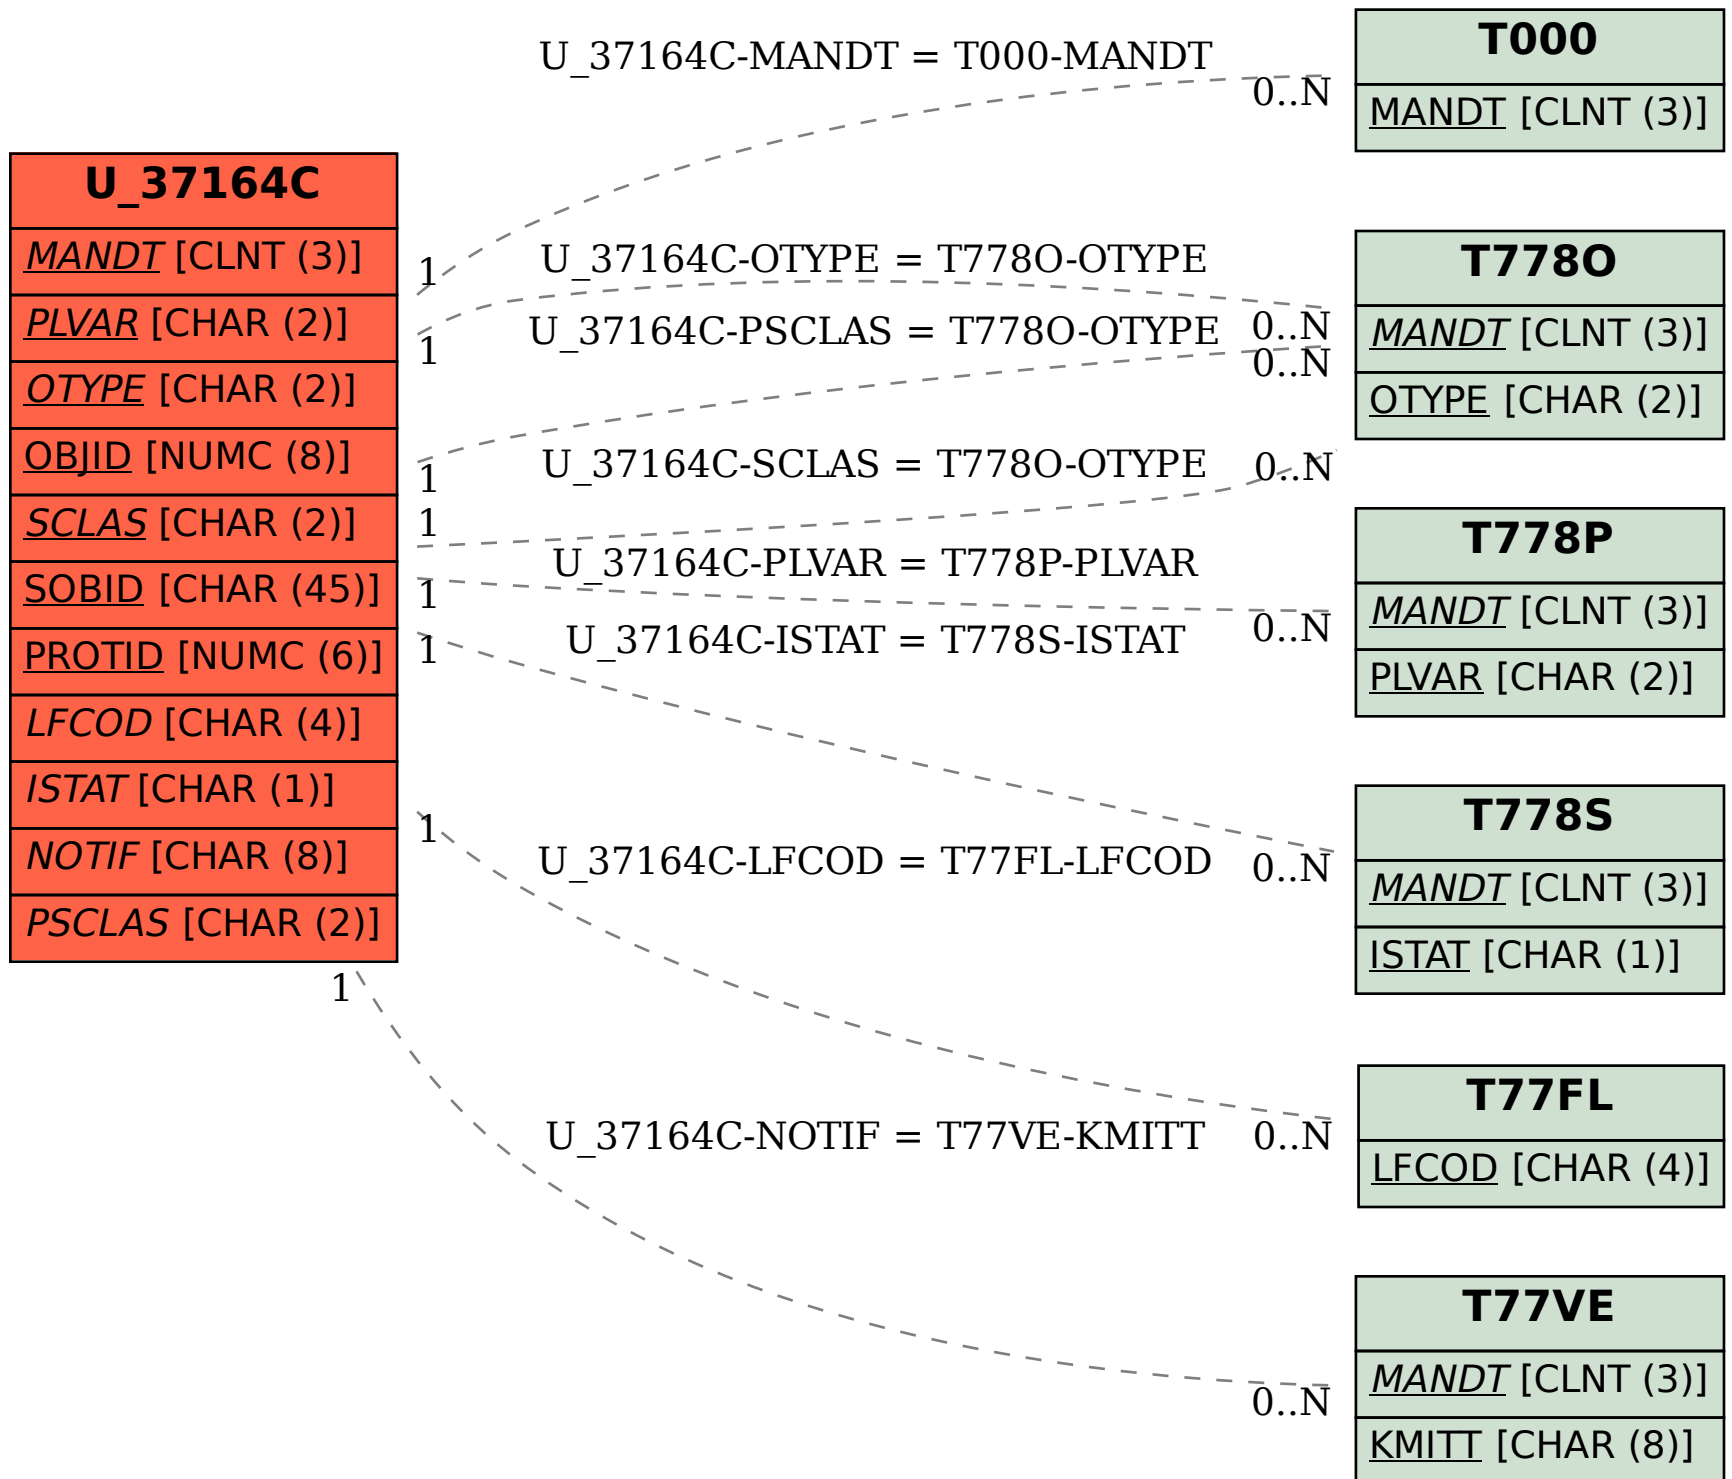 U_37164C
MANDT [CLNT (3)]
PLVAR [CHAR (2)]
OTYPE [CHAR (2)]
OBJID [NUMC (8)]
SCLAS [CHAR (2)]
SOBID [CHAR (45)]
PROTID [NUMC (6)]
LFCOD [CHAR (4)]
ISTAT [CHAR (1)]
NOTIF [CHAR (8)]
PSCLAS [CHAR (2)]
U_37164C-MANDT = T000-MANDT
1
0..N
U_37164C-OTYPE = T778O-OTYPE
1
0..N
U_37164C-PSCLAS = T778O-OTYPE
1
0..N
U_37164C-SCLAS = T778O-OTYPE
1
0..N
U_37164C-PLVAR = T778P-PLVAR
1
0..N
U_37164C-ISTAT = T778S-ISTAT
1
0..N
U_37164C-LFCOD = T77FL-LFCOD
1
0..N
U_37164C-NOTIF = T77VE-KMITT
1
0..N
T000
MANDT [CLNT (3)]
T778O
MANDT [CLNT (3)]
OTYPE [CHAR (2)]
T778P
MANDT [CLNT (3)]
PLVAR [CHAR (2)]
T778S
MANDT [CLNT (3)]
ISTAT [CHAR (1)]
T77FL
LFCOD [CHAR (4)]
T77VE
MANDT [CLNT (3)]
KMITT [CHAR (8)]